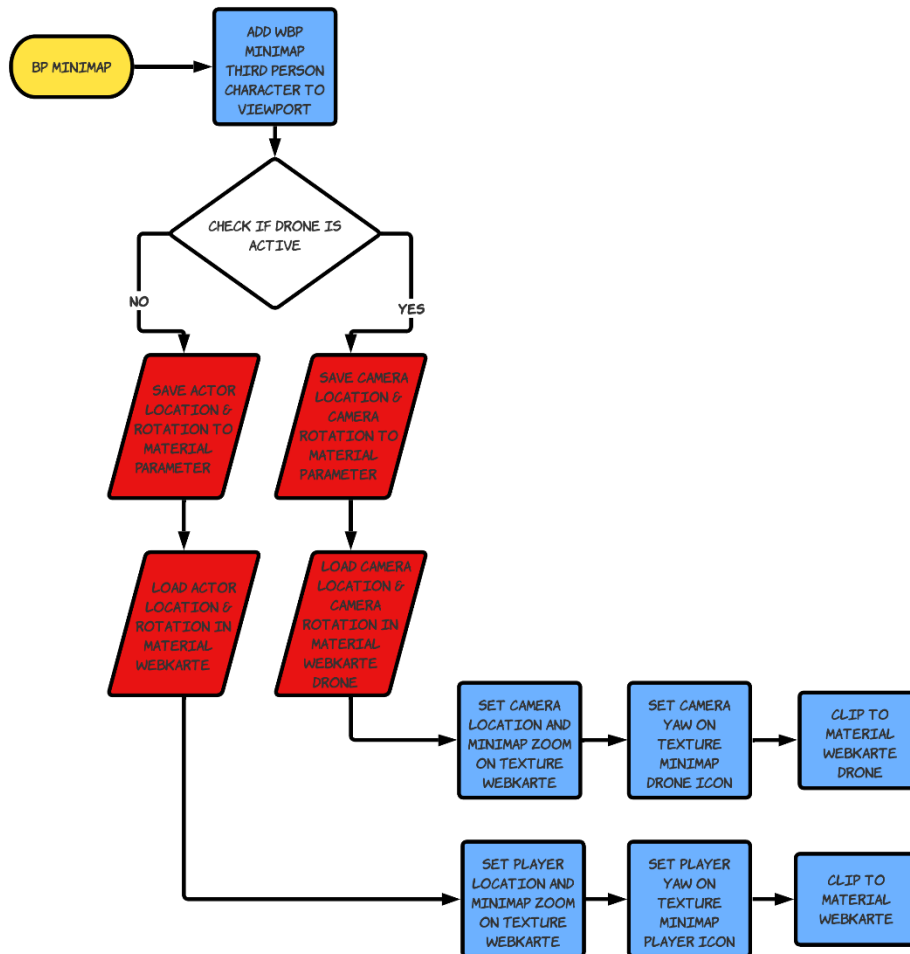 BP MINIMAP
ADD WBP
MINIMAP
THIRD PERSON
CHARACTER TO
VIEWPORT
CHECK IF DRONE IS
ACTIVE
NO
YES
SAVE ACTOR
LOCATION &
ROTATION TO
MATERIAL
PARAMETER
SAVE CAMERA
LOCATION &
CAMERA
ROTATION TO
MATERIAL
PARAMETER
LOAD ACTOR
LOCATION &
ROTATION IN
MATERIAL
WEBKARTE
LOAD CAMERA
LOCATION &
CAMERA
ROTATION IN
MATERIAL
WEBKARTE
DRONE
SET CAMERA
LOCATION AND
MINIMAP ZOOM
ON TEXTURE
WEBKARTE
SET CAMERA
YAW ON
TEXTURE
MINIMAP
DRONE ICON
CLIP TO
MATERIAL
WEBKARTE
DRONE
SET PLAYER
LOCATION AND
MINIMAP ZOOM
ON TEXTURE
WEBKARTE
SET PLAYER
YAW ON
TEXTURE
MINIMAP
PLAYER ICON
CLIP TO
MATERIAL
WEBKARTE